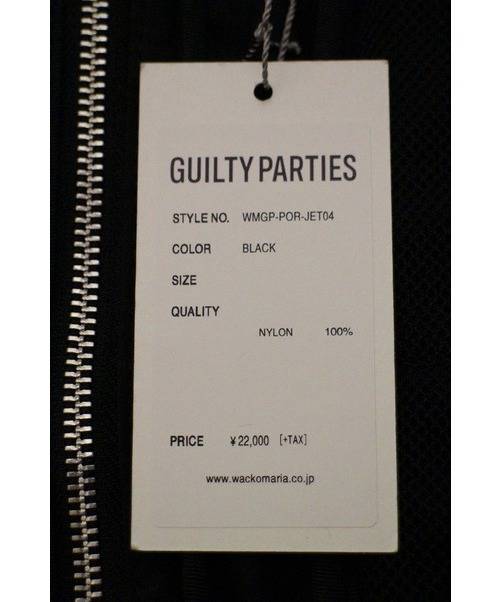 GUILTY PARTIES
STYLE NO. WMGP-POR-JET04
COLOR BLACK
SIZE
QUALITY
NYLON 100%
PRICE ¥22,000 [+TAX]
www.wackomaria.co.jp